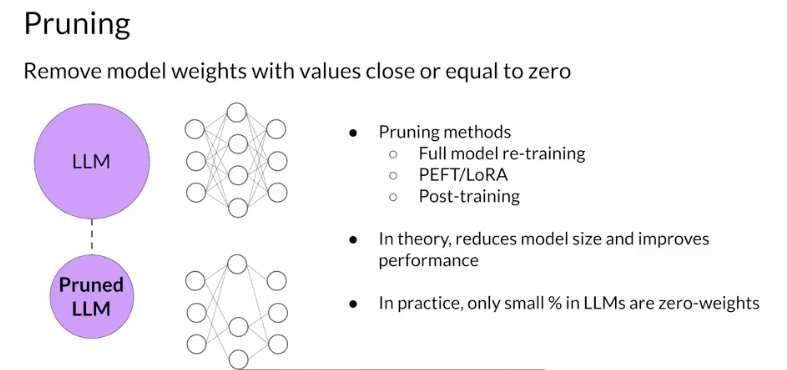 Pruning
Remove model weights with values close or equal to zero
LLM
Pruned
LLM
● Pruning methods
○ Full model re-training
○ PEFT/LoRA
○ Post-training
● In theory, reduces model size and improves
performance
● In practice, only small % in LLMs are zero-weights